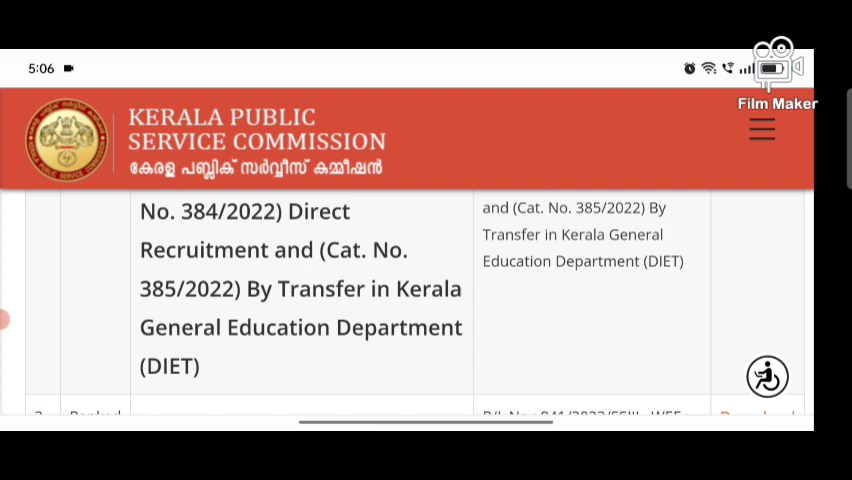 5:06
Film Maker
KERALA PUBLIC
SERVICE COMMISSION
കേരള പബ്ലിക് സർവ്വീസ് കമ്മീഷൻ
No. 384/2022) Direct
Recruitment and (Cat. No.
385/2022) By Transfer in Kerala
General Education Department
(DIET)
and (Cat. No. 385/2022) By
Transfer in Kerala General
Education Department (DIET)